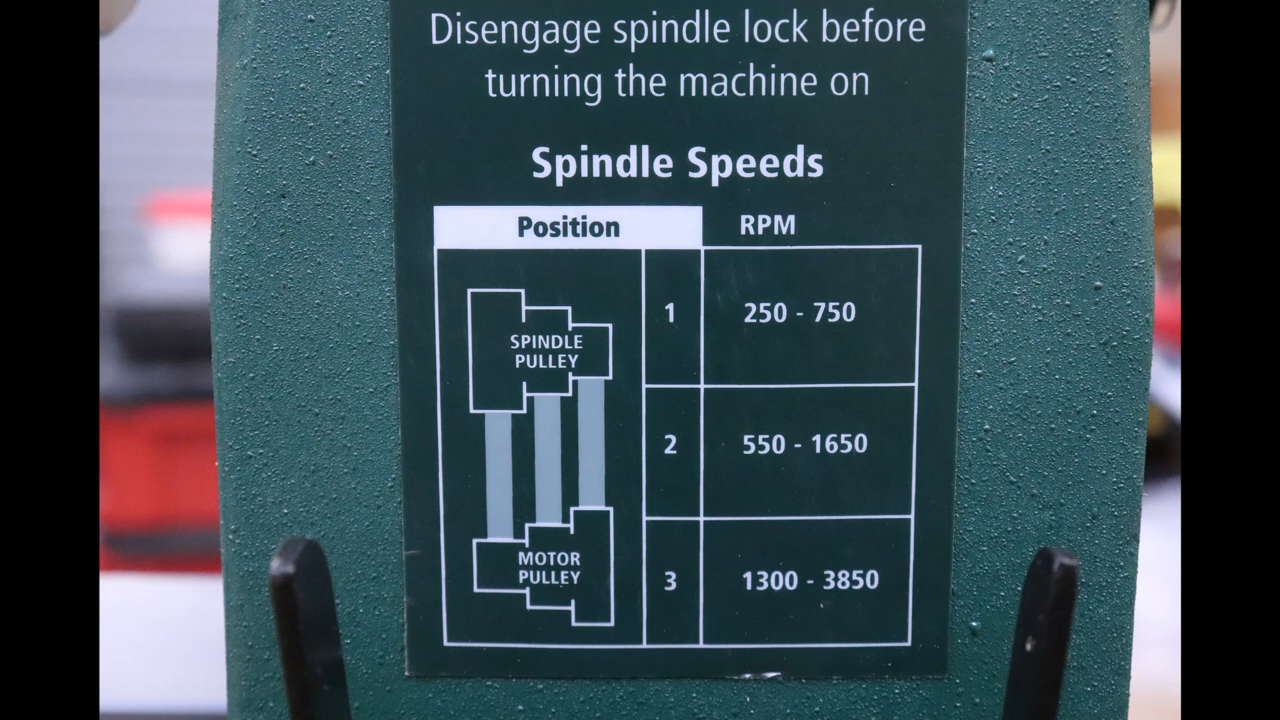 Disengage spindle lock before
turning the machine on
Spindle Speeds
Position RPM
SPINDLE
PULLEY
MOTOR
PULLEY
1 250 - 750
2 550 - 1650
3 1300 - 3850